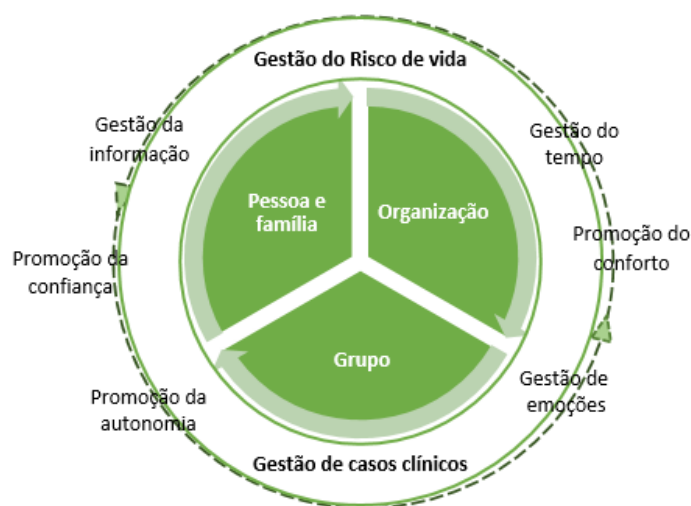 Gestão do Risco de vida
Gestão da
informação
Gestão do
tempo
Pessoa e
família
Organização
Promoção da
confiança
Promoção do
conforto
Grupo
Promoção da
autonomia
Gestão de
emoções
Gestão de casos clínicos